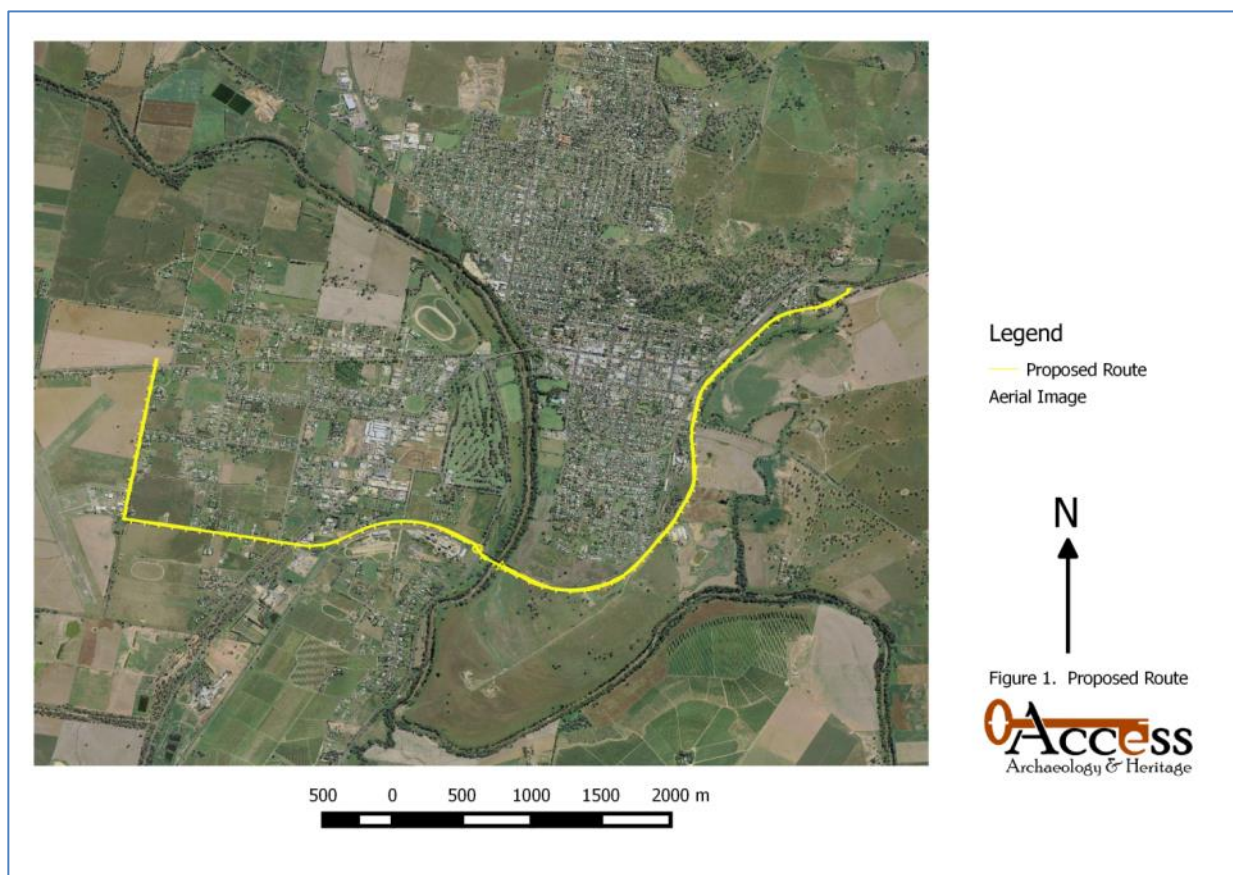 Legend
Proposed Route
Aerial Image
N
Figure 1. Proposed Route
Access
Archaeology & Heritage
500 0 500 1000 1500 2000 m